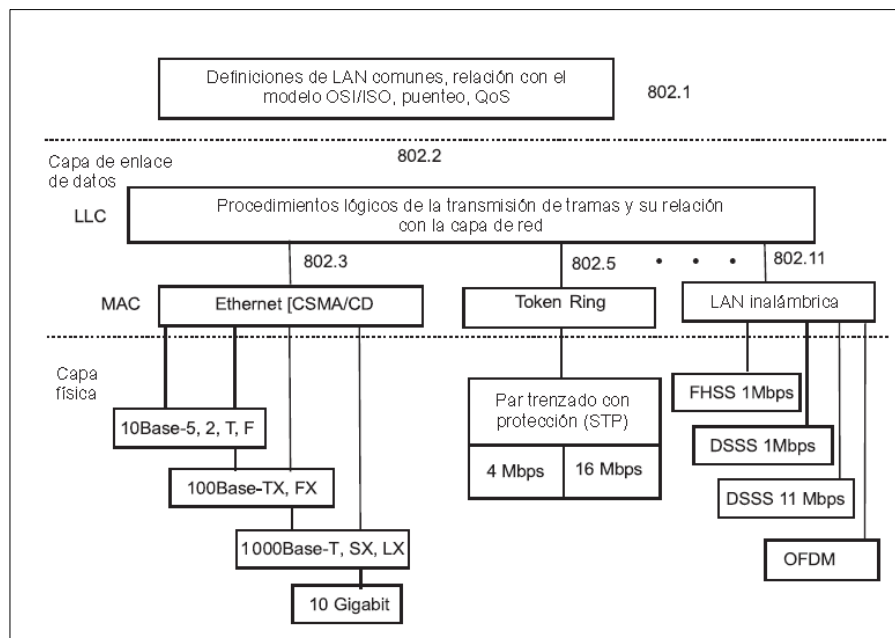 Definiciones de LAN comunes, relación con el
modelo OSI/ISO, puenteo, QoS
802.1
802.2
Capa de enlace
de datos
LLC
Procedimientos lógicos de la transmisión de tramas y su relación
con la capa de red
802.3
802.5
802.11
MAC
Ethernet [CSMA/CD
Token Ring
LAN inalámbrica
Capa
física
Par trenzado con
protección (STP)
4 Mbps
16 Mbps
FHSS 1Mbps
10Base-5, 2, T, F
DSSS 1Mbps
100Base-TX, FX
DSSS 11 Mbps
1000Base-T, SX, LX
OFDM
10 Gigabit